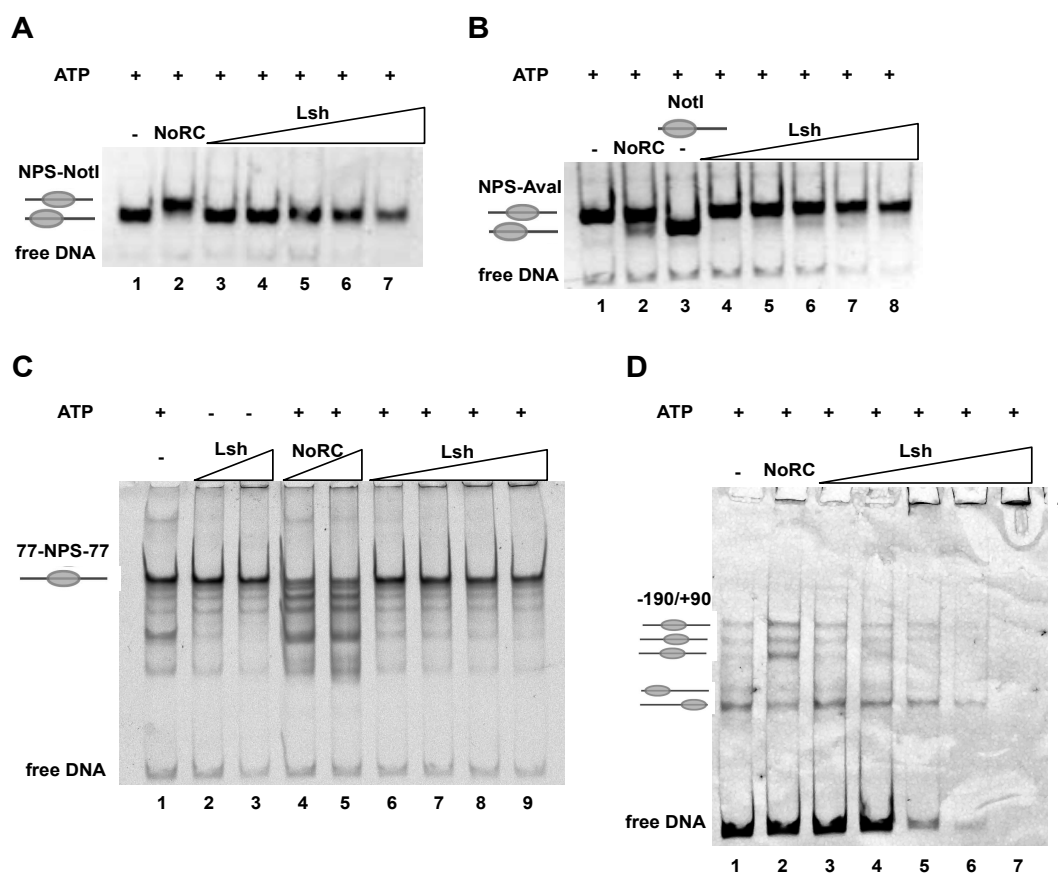 A
ATP + + + + + + +
Lsh
- NoRC
NPS-NotI
free DNA
1 2 3 4 5 6 7
B
ATP + + + + + + + +
NotI
Lsh
- NoRC -
NPS-AvaI
free DNA
1 2 3 4 5 6 7 8
C
ATP + - - + + + + + +
- Lsh NoRC Lsh
77-NPS-77
free DNA
1 2 3 4 5 6 7 8 9
D
ATP + + + + + + +
Lsh
- NoRC
-190/+90
free DNA
1 2 3 4 5 6 7